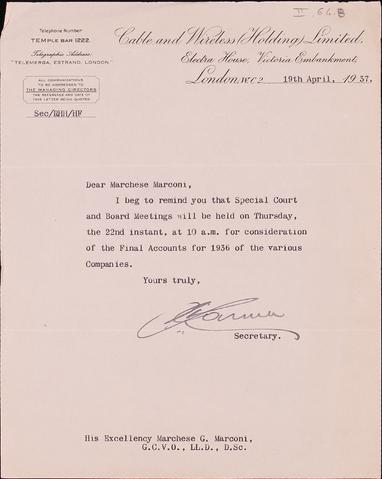 II. 64.B
Telephone Number
TEMPLE BAR 1222.
Telegraphic Address,
"TELEMERGA, ESTRAND, LONDON."
Cable and Wireless (Holding) Limited.
Electra House, Victoria Embankment,
London, W.C.2 19th April, 1937.
ALL COMMUNICATIONS
TO BE ADDRESSED TO
THE MANAGING DIRECTORS
THE REFERENCE AND DATE OF
THIS LETTER BEING QUOTED
Sec/RHH/HF
Dear Marchese Marconi,
I beg to remind you that Special Court
and Board Meetings will be held on Thursday,
the 22nd instant, at 10 a.m. for consideration
of the Final Accounts for 1936 of the various
Companies.
Yours truly,
Secretary.
His Excellency Marchese G. Marconi,
G.C.V.O., LL.D., D.Sc.